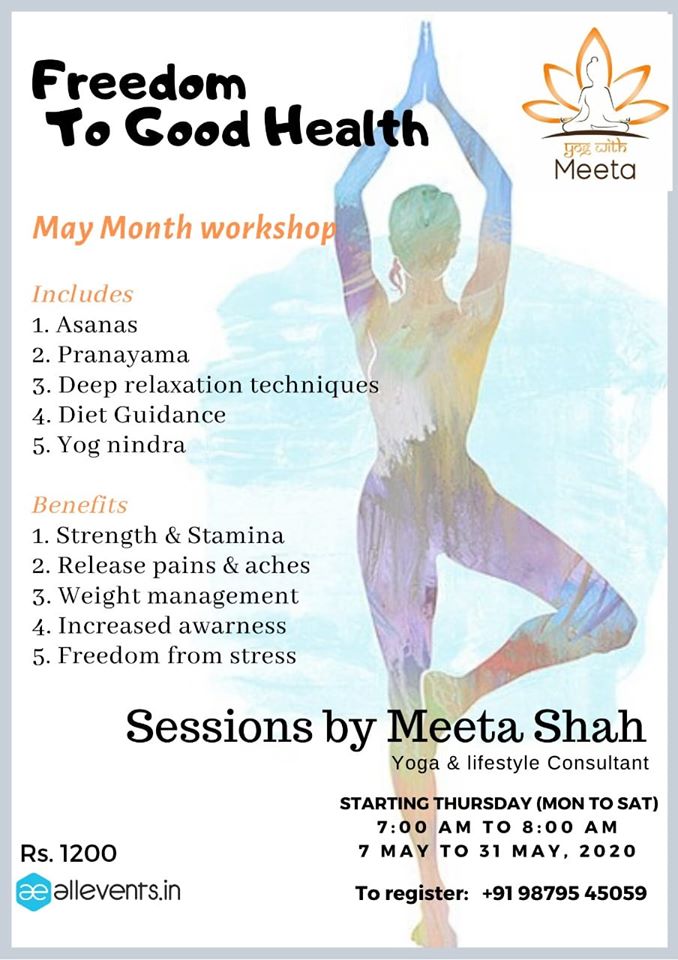 Freedom
To Good Health
yog with
Meeta
May Month workshop
Includes
1. Asanas
2. Pranayama
3. Deep relaxation techniques
4. Diet Guidance
5. Yog nindra
Benefits
1. Strength & Stamina
2. Release pains & aches
3. Weight management
4. Increased awarness
5. Freedom from stress
Sessions by Meeta Shah
Yoga & lifestyle Consultant
STARTING THURSDAY (MON TO SAT)
7:00 AM TO 8:00 AM
7 MAY TO 31 MAY, 2020
Rs. 1200
ae allevents.in
To register: +91 98795 45059